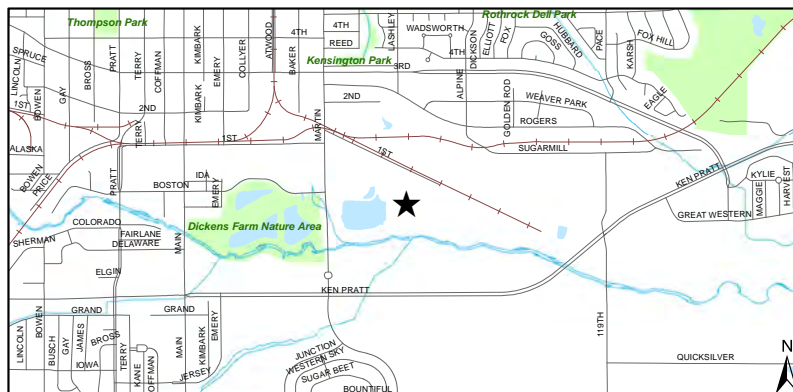 Thompson Park
Rothrock Dell Park
Kensington Park
Dickens Farm Nature Area
SPRUCE
LINCOLN
BOWEN
GAY
BROSS
PRATT
TERRY
COFFMAN
KIMBARK
EMERY
COLLYER
ATWOOD
BAKER
4TH
4TH
REED
LASHLEY
WADSWORTH
4TH
3RD
ALPINE
DICKSON
ELLIOTT
FOX
GOSS
HUBBARD
PACE
KARSH
FOX HILL
EAGLE
1ST
2ND
KIMBARK
TERRY
1ST
MARTIN
2ND
GOLDEN ROD
WEAVER PARK
ROGERS
SUGARMILL
1ST
ALASKA
BOWEN
PRICE
PRATT
BOSTON
IDA
EMERY
KEN PRATT
KYLIE
MAGGIE
HARVEST
GREAT WESTERN
COLORADO
SHERMAN
FAIRLANE
DELAWARE
MAIN
ELGIN
KEN PRATT
GRAND
GRAND
LINCOLN
BOWEN
BUSCH
GAY
JAMES
BROSS
IOWA
TERRY
KANE
COFFMAN
MAIN
KIMBARK
EMERY
JERSEY
JUNCTION
WESTERN SKY
SUGAR BEET
BOUNTIFUL
119TH
QUICKSILVER
N